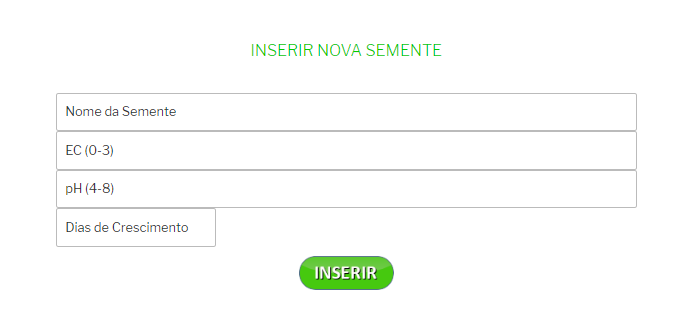 INSERIR NOVA SEMENTE
Nome da Semente
EC (0-3)
pH (4-8)
Dias de Crescimento
INSERIR